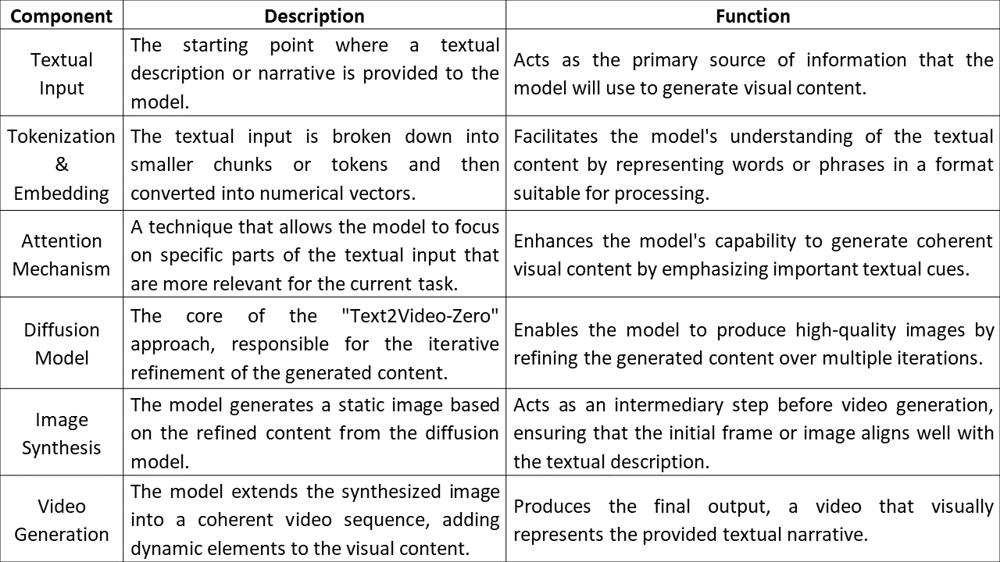 Component Description Function
Textual
Input
The starting point where a textual
description or narrative is provided to the
model.
Acts as the primary source of information that the
model will use to generate visual content.
Tokenization
&
Embedding
The textual input is broken down into
smaller chunks or tokens and then
converted into numerical vectors.
Facilitates the model's understanding of the textual
content by representing words or phrases in a format
suitable for processing.
Attention
Mechanism
A technique that allows the model to focus
on specific parts of the textual input that
are more relevant for the current task.
Enhances the model's capability to generate coherent
visual content by emphasizing important textual cues.
Diffusion
Model
The core of the "Text2Video-Zero"
approach, responsible for the iterative
refinement of the generated content.
Enables the model to produce high-quality images by
refining the generated content over multiple iterations.
Image
Synthesis
The model generates a static image based
on the refined content from the diffusion
model.
Acts as an intermediary step before video generation,
ensuring that the initial frame or image aligns well with
the textual description.
Video
Generation
The model extends the synthesized image
into a coherent video sequence, adding
dynamic elements to the visual content.
Produces the final output, a video that visually
represents the provided textual narrative.